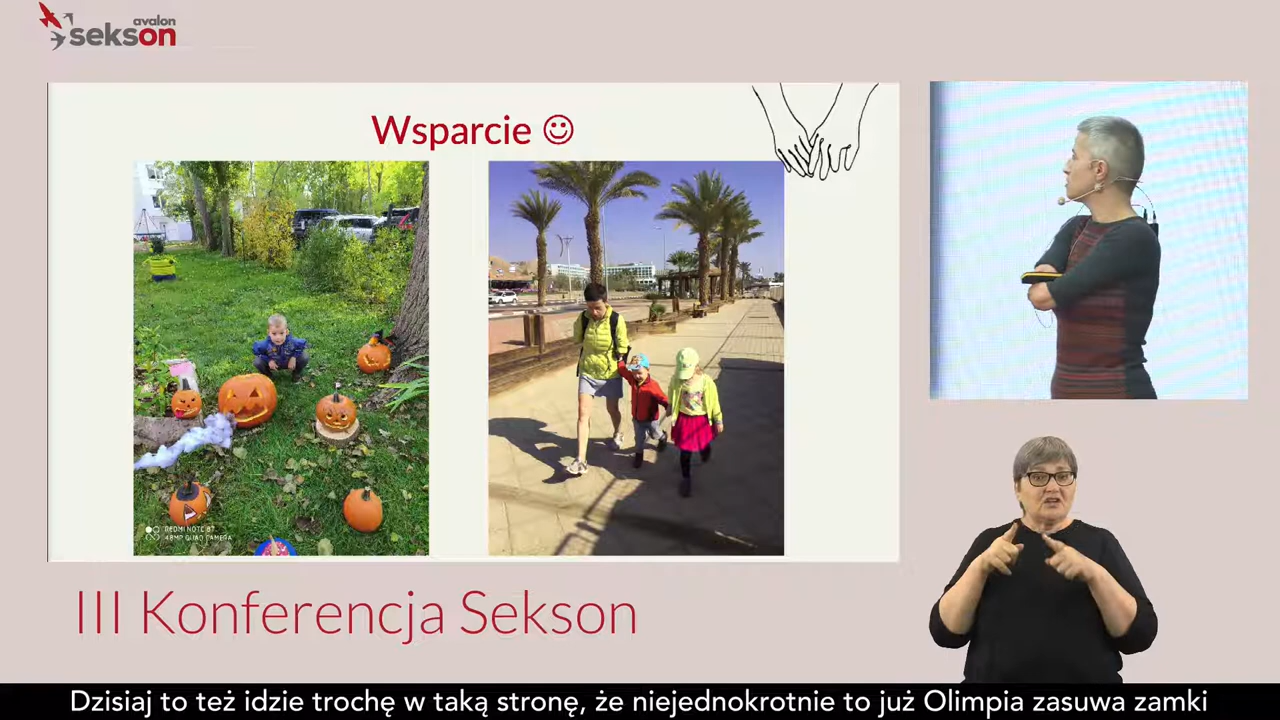 avalon
sekson
Wsparcie ☺
REDMI NOTE 8T
48MP QUAD CAMERA
III Konferencja Sekson
Dzisiaj to też idzie trochę w taką stronę, że niejednokrotnie to już Olimpia zasuwa zamki